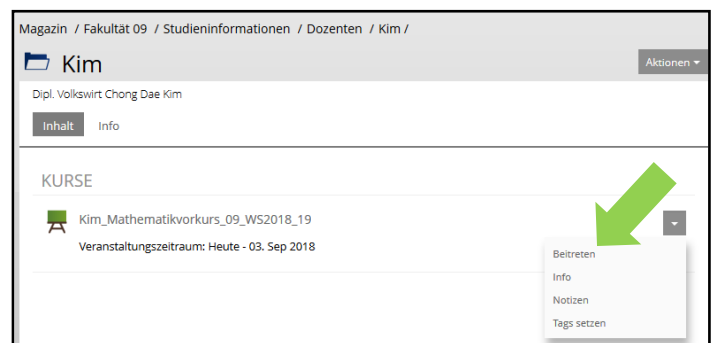 Magazin / Fakultät 09 / Studieninformationen / Dozenten / Kim /
Kim
Aktionen
Dipl. Volkswirt Chong Dae Kim
Inhalt Info
KURSE
Kim_Mathematikvorkurs_09_WS2018_19
Veranstaltungszeitraum: Heute - 03. Sep 2018
Beitreten
Info
Notizen
Tags setzen